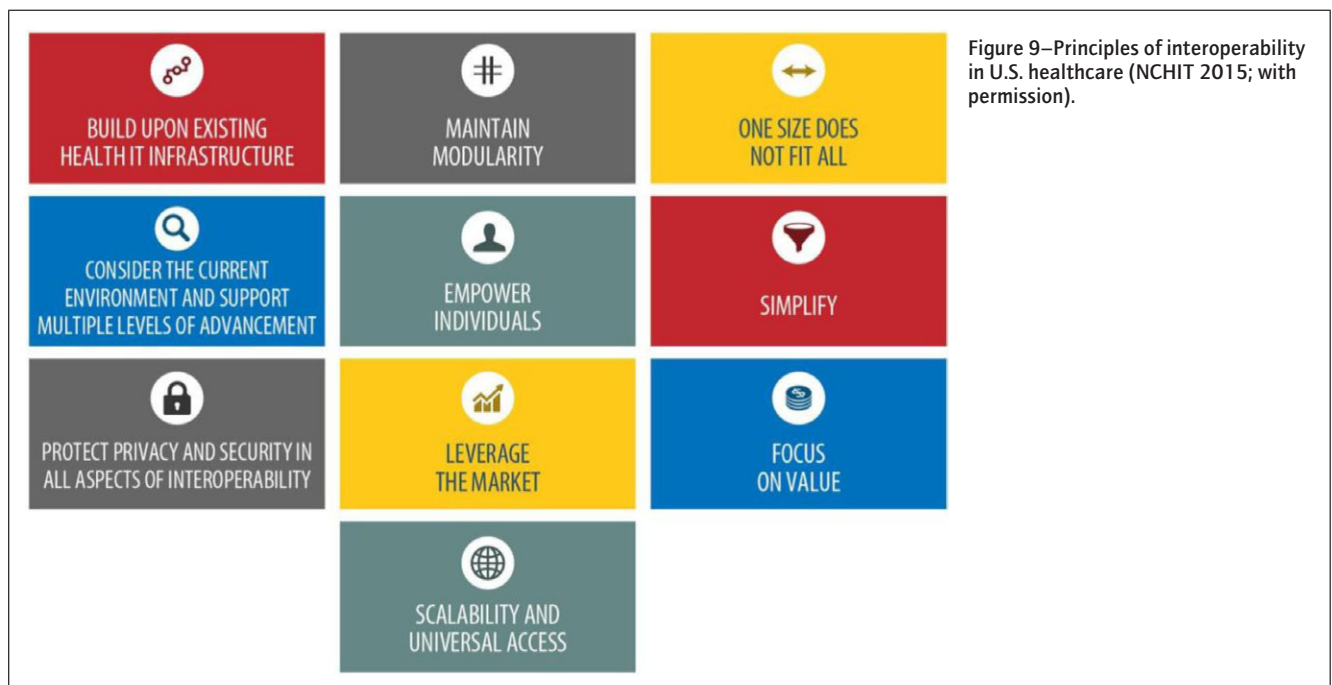 BUILD UPON EXISTING
HEALTH IT INFRASTRUCTURE
MAINTAIN
MODULARITY
ONE SIZE DOES
NOT FIT ALL
CONSIDER THE CURRENT
ENVIRONMENT AND SUPPORT
MULTIPLE LEVELS OF ADVANCEMENT
EMPOWER
INDIVIDUALS
SIMPLIFY
PROTECT PRIVACY AND SECURITY IN
ALL ASPECTS OF INTEROPERABILITY
LEVERAGE
THE MARKET
FOCUS
ON VALUE
SCALABILITY AND
UNIVERSAL ACCESS
Figure 9–Principles of interoperability
in U.S. healthcare (NCHIT 2015; with
permission).